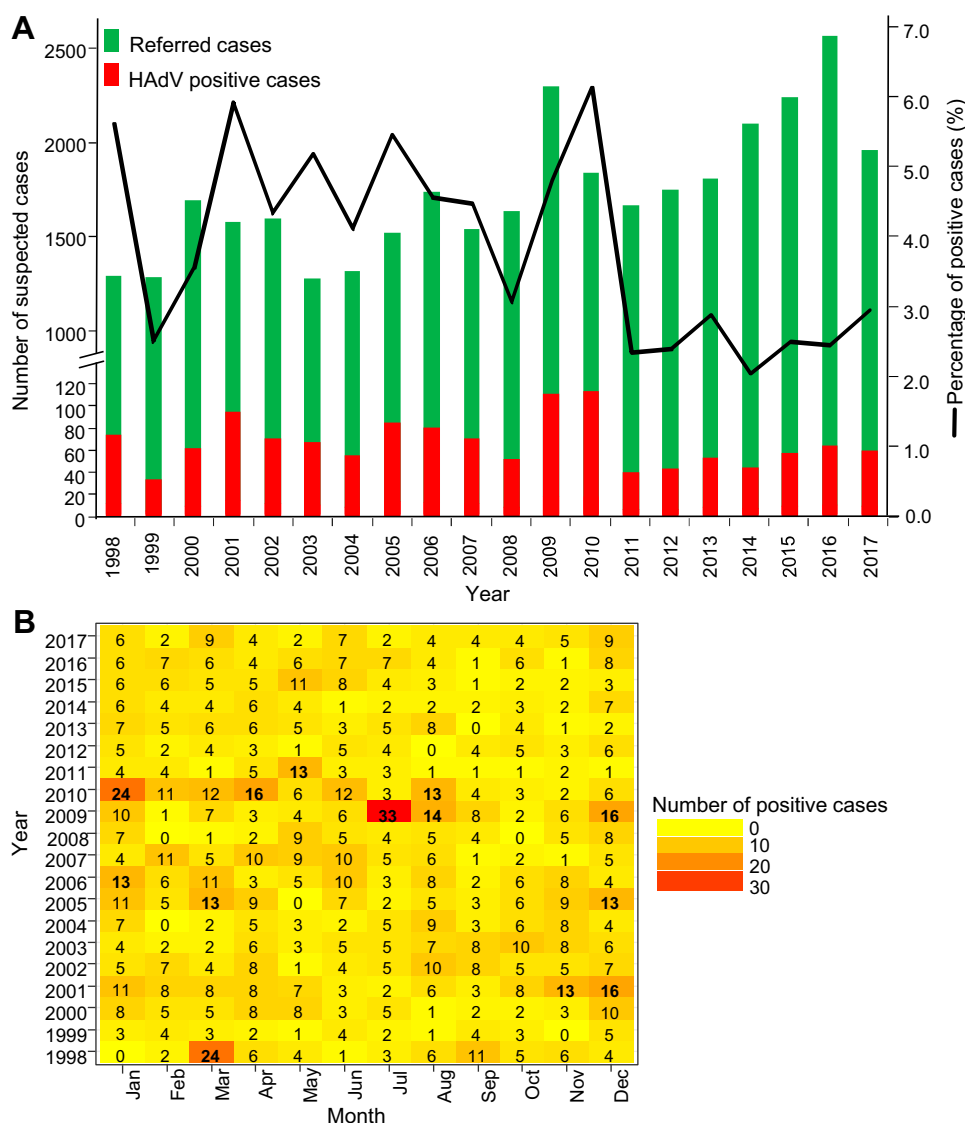 A
Referred cases
HAdV positive cases
Number of suspected cases
2500
2000
1500
1000
120
100
80
60
40
20
0
7.0
6.0
5.0
4.0
3.0
2.0
1.0
0.0
Percentage of positive cases (%)
1998 1999 2000 2001 2002 2003 2004 2005 2006 2007 2008 2009 2010 2011 2012 2013 2014 2015 2016 2017
Year
B
Year
2017 6 2 9 4 2 7 2 4 4 4 5 9
2016 6 7 6 4 6 7 7 4 1 6 1 8
2015 6 6 5 5 11 8 4 3 1 2 2 3
2014 6 4 4 6 4 1 2 2 2 3 2 7
2013 7 5 6 6 5 3 5 8 0 4 1 2
2012 5 2 4 3 1 5 4 0 4 5 3 6
2011 4 4 1 5 13 3 3 1 1 1 2 1
2010 24 11 12 16 6 12 3 13 4 3 2 6
2009 10 1 7 3 4 6 33 14 8 2 6 16
2008 7 0 1 2 9 5 4 5 4 0 5 8
2007 4 11 5 10 9 10 5 6 1 2 1 5
2006 13 6 11 3 5 10 3 8 2 6 8 4
2005 11 5 13 9 0 7 2 5 3 6 9 13
2004 7 0 2 5 3 5 2 9 3 6 8 4
2003 4 2 2 6 3 5 5 7 8 10 8 6
2002 5 7 4 8 1 4 5 10 8 5 5 7
2001 11 8 8 8 7 3 2 6 3 8 13 16
2000 8 5 5 8 8 3 5 1 2 2 3 10
1999 3 4 3 2 1 4 2 1 4 3 0 5
1998 0 2 24 6 4 1 3 6 11 5 6 4
Jan Feb Mar Apr May Jun Jul Aug Sep Oct Nov Dec
Month
Number of positive cases
0
10
20
30